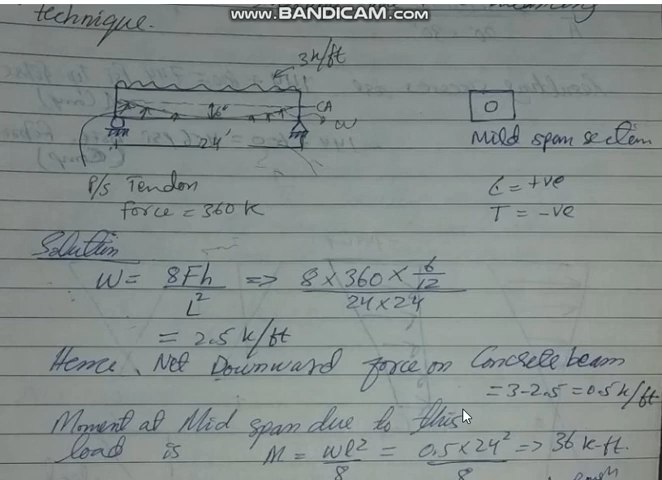 www.BANDICAM.com
technique.
3k/ft
6"
CA
W
24'
Mild span section
P/s Tendon
force = 360 K
C = +ve
T = -ve
Solution
W = 8Fh / L² => 8 x 360 x 6/12 / 24 x 24
= 2.5 k/ft
Hence, Net Downward force on Concrete beam
= 3 - 2.5 = 0.5 k/ft
Moment at Mid span due to this
load is M = Wl²/8 = 0.5 x 24²/8 => 36 k-ft.